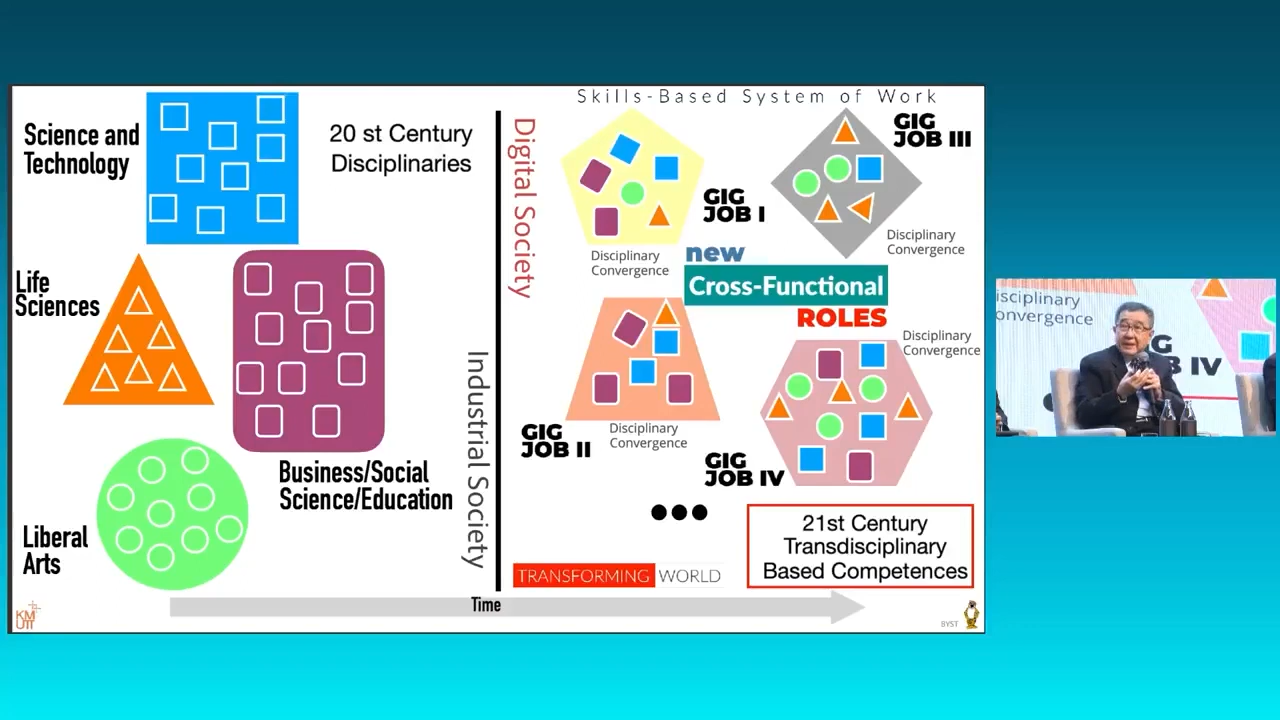 Skills-Based System of Work
Science and
Technology
20 st Century
Disciplinaries
Digital Society
GIG
JOB I
GIG
JOB III
Disciplinary
Convergence
Disciplinary
Convergence
new
Cross-Functional
ROLES
Life
Sciences
Industrial Society
Disciplinary
Convergence
GIG
JOB II
Disciplinary
Convergence
GIG
JOB IV
Business/Social
Science/Education
Liberal
Arts
21st Century
Transdisciplinary
Based Competences
TRANSFORMING WORLD
Time
KM
UTT
BYST
isciplinary
onvergence
G
B IV